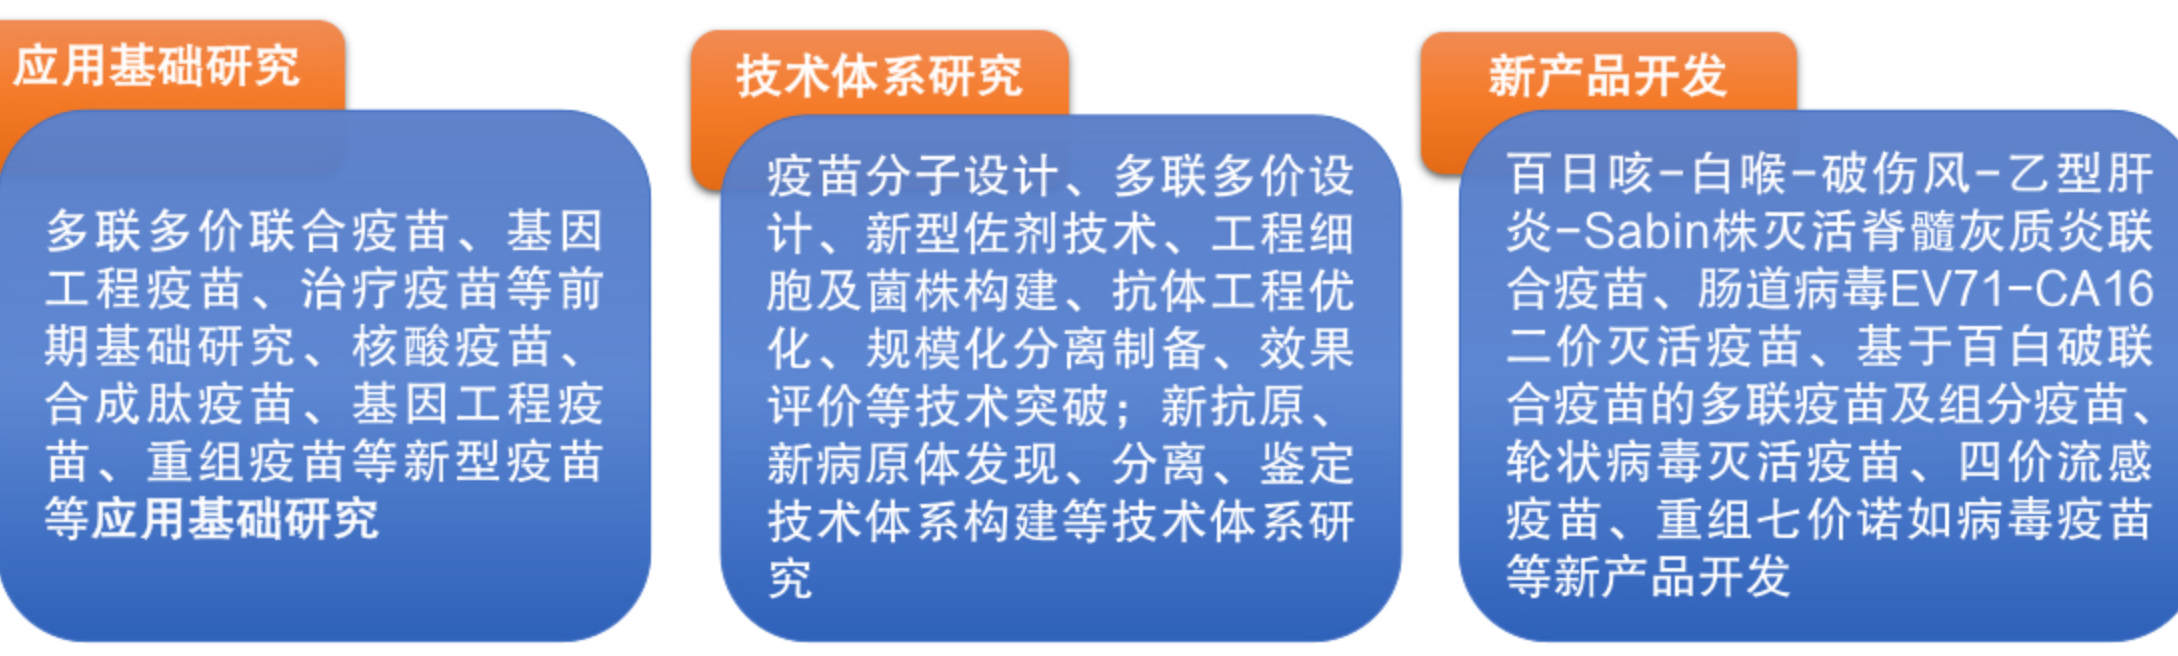 应用基础研究
多联多价联合疫苗、基因
工程疫苗、治疗疫苗等前
期基础研究、核酸疫苗、
合成肽疫苗、基因工程疫
苗、重组疫苗等新型疫苗
等应用基础研究
技术体系研究
疫苗分子设计、多联多价设
计、新型佐剂技术、工程细
胞及菌株构建、抗体工程优
化、规模化分离制备、效果
评价等技术突破；新抗原、
新病原体发现、分离、鉴定
技术体系构建等技术体系研
究
新产品开发
百日咳-白喉-破伤风-乙型肝
炎-Sabin株灭活脊髓灰质炎联
合疫苗、肠道病毒EV71-CA16
二价灭活疫苗、基于百白破联
合疫苗的多联疫苗及组分疫苗、
轮状病毒灭活疫苗、四价流感
疫苗、重组七价诺如病毒疫苗
等新产品开发